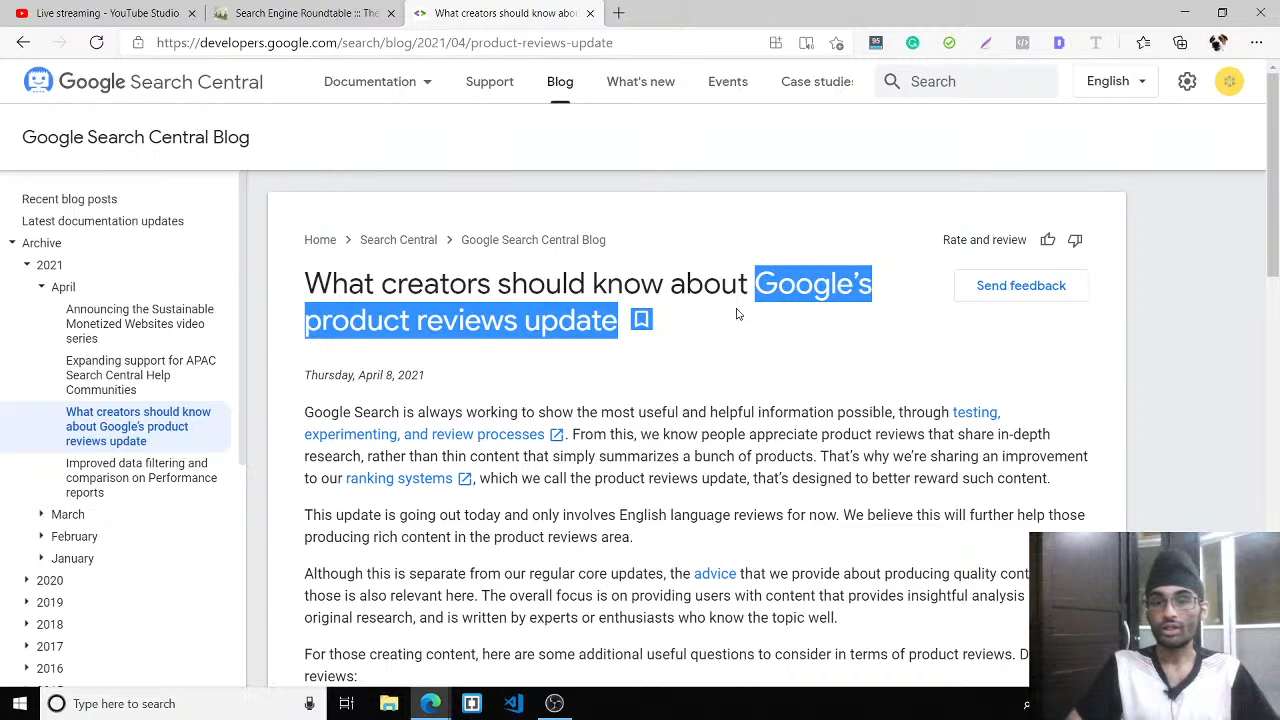 Live streaming - YouTube Studio
Search Engine Roundtable ::: The
What creators should know abou
https://developers.google.com/search/blog/2021/04/product-reviews-update
95
Google Search Central
Documentation
Support
Blog
What's new
Events
Case studies
Search
English
Google Search Central Blog
Recent blog posts
Latest documentation updates
Archive
2021
April
Announcing the Sustainable
Monetized Websites video
series
Expanding support for APAC
Search Central Help
Communities
What creators should know
about Google's product
reviews update
Improved data filtering and
comparison on Performance
reports
March
February
January
2020
2019
2018
2017
2016
Home
Search Central
Google Search Central Blog
Rate and review
What creators should know about Google's
product reviews update
Send feedback
Thursday, April 8, 2021
Google Search is always working to show the most useful and helpful information possible, through testing,
experimenting, and review processes. From this, we know people appreciate product reviews that share in-depth
research, rather than thin content that simply summarizes a bunch of products. That's why we're sharing an improvement
to our ranking systems, which we call the product reviews update, that's designed to better reward such content.
This update is going out today and only involves English language reviews for now. We believe this will further help those
producing rich content in the product reviews area.
Although this is separate from our regular core updates, the advice that we provide about producing quality cont
those is also relevant here. The overall focus is on providing users with content that provides insightful analysis
original research, and is written by experts or enthusiasts who know the topic well.
For those creating content, here are some additional useful questions to consider in terms of product reviews. D
reviews:
Type here to search